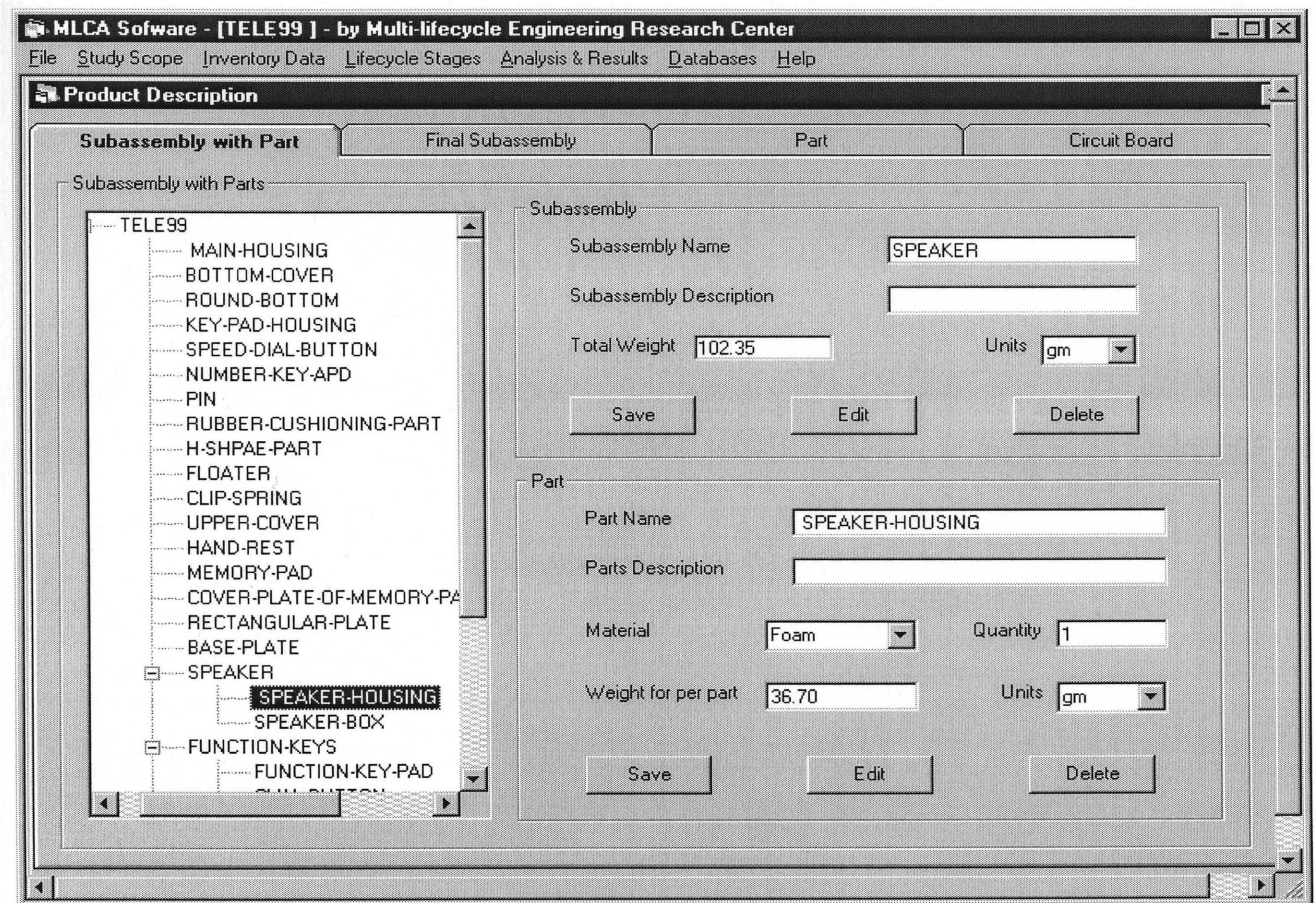 MLCA Sofware - [TELE99 ] - by Multi-lifecycle Engineering Research Center
File Study Scope Inventory Data Lifecycle Stages Analysis & Results Databases Help
Product Description
Subassembly with Part Final Subassembly Part Circuit Board
Subassembly with Parts
TELE99
MAIN-HOUSING
BOTTOM-COVER
ROUND-BOTTOM
KEY-PAD-HOUSING
SPEED-DIAL-BUTTON
NUMBER-KEY-APD
PIN
RUBBER-CUSHIONING-PART
H-SHPAE-PART
FLOATER
CLIP-SPRING
UPPER-COVER
HAND-REST
MEMORY-PAD
COVER-PLATE-OF-MEMORY-PA
RECTANGULAR-PLATE
BASE-PLATE
SPEAKER
SPEAKER-HOUSING
SPEAKER-BOX
FUNCTION-KEYS
FUNCTION-KEY-PAD
Subassembly
Subassembly Name SPEAKER
Subassembly Description
Total Weight 102.35 Units gm
Save Edit Delete
Part
Part Name SPEAKER-HOUSING
Parts Description
Material Foam Quantity 1
Weight for per part 36.70 Units gm
Save Edit Delete